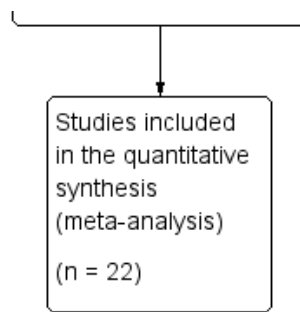 Studies included
in the quantitative
synthesis
(meta-analysis)
(n = 22)